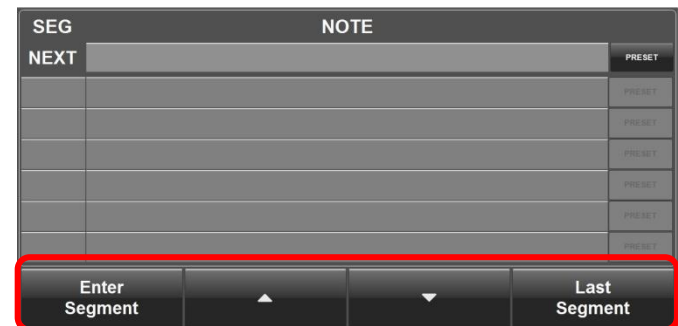 SEG NOTE
NEXT PRESET
PRESET
PRESET
PRESET
PRESET
PRESET
PRESET
Enter Segment ▲ ▼ Last Segment